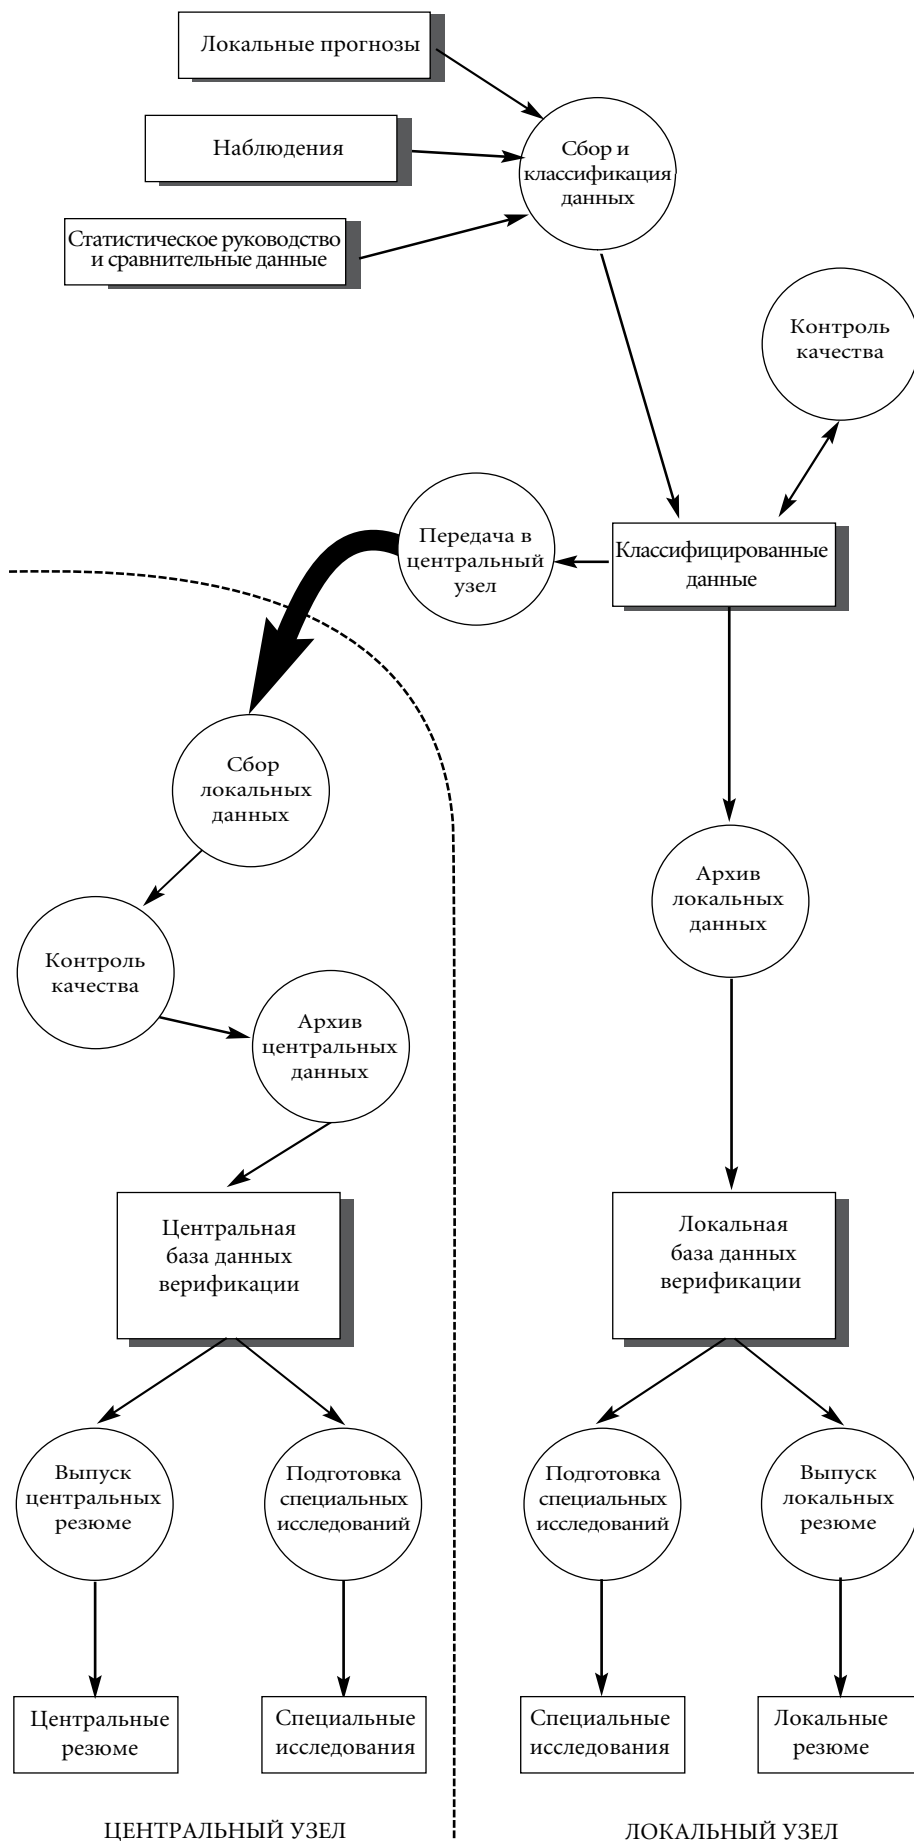 Локальные прогнозы
Наблюдения
Статистическое руководство
и сравнительные данные
Сбор и
классификация
данных
Контроль
качества
Классифицированные
данные
Передача в
центральный
узел
Сбор
локальных
данных
Контроль
качества
Архив
центральных
данных
Архив
локальных
данных
Центральная
база данных
верификации
Локальная
база данных
верификации
Выпуск
центральных
резюме
Подготовка
специальных
исследований
Подготовка
специальных
исследований
Выпуск
локальных
резюме
Центральные
резюме
Специальные
исследования
Специальные
исследования
Локальные
резюме
ЦЕНТРАЛЬНЫЙ УЗЕЛ
ЛОКАЛЬНЫЙ УЗЕЛ